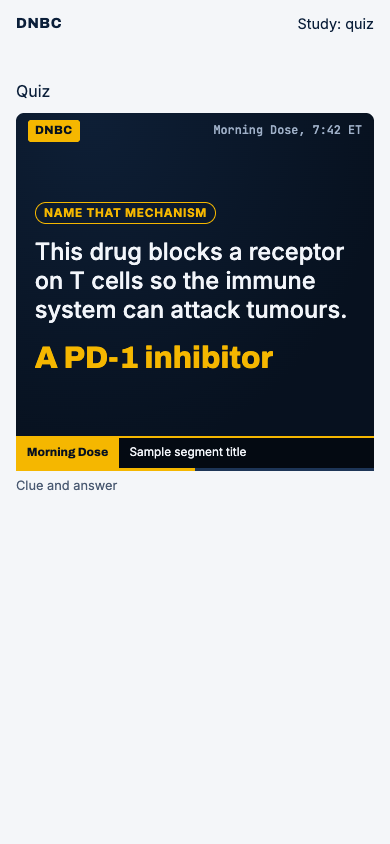 DNBC
Study: quiz
Quiz
DNBC
Morning Dose, 7:42 ET
NAME THAT MECHANISM
This drug blocks a receptor
on T cells so the immune
system can attack tumours.
A PD-1 inhibitor
Morning Dose
Sample segment title
Clue and answer